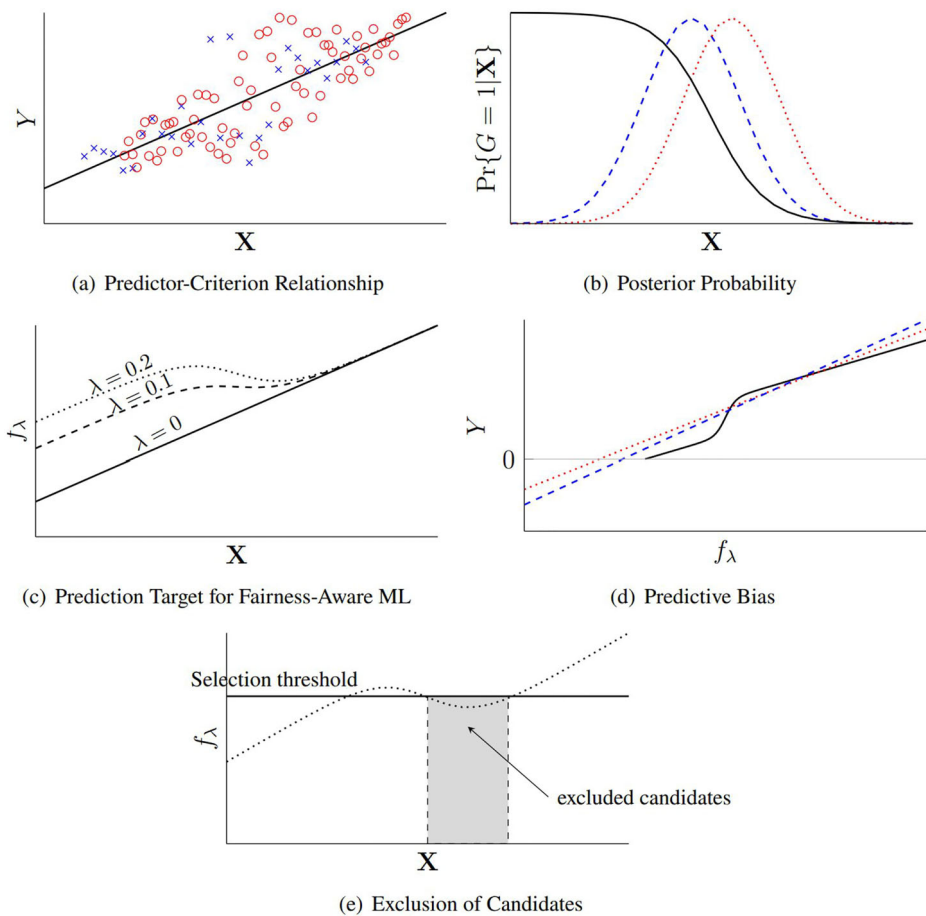 Y
X
(a) Predictor-Criterion Relationship
Pr{G = 1|X}
X
(b) Posterior Probability
f_λ
λ = 0.2
λ = 0.1
λ = 0
X
(c) Prediction Target for Fairness-Aware ML
Y
0
f_λ
(d) Predictive Bias
Selection threshold
f_λ
excluded candidates
X
(e) Exclusion of Candidates